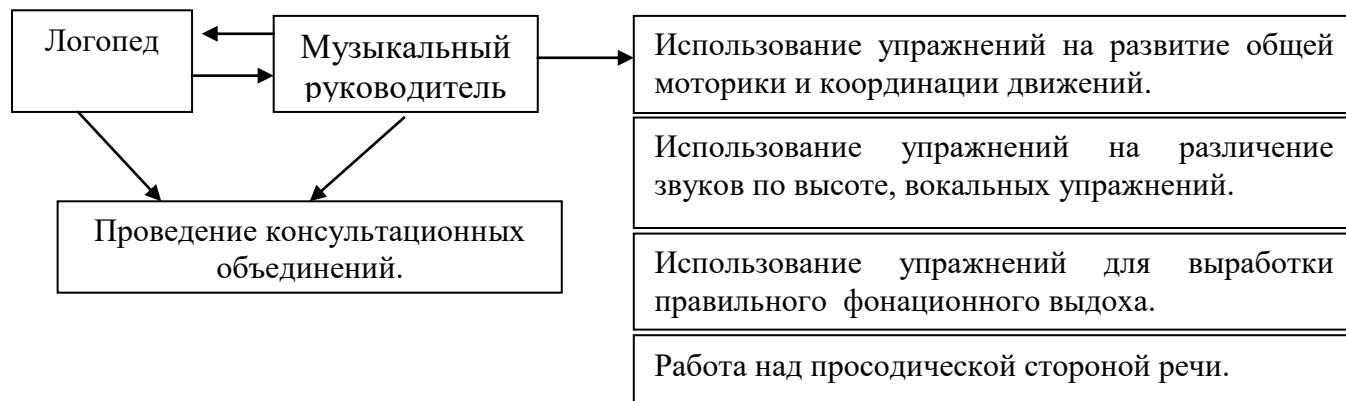 Логопед
Музыкальный
руководитель
Проведение консультационных
объединений.
Использование упражнений на развитие общей
моторики и координации движений.
Использование упражнений на различение
звуков по высоте, вокальных упражнений.
Использование упражнений для выработки
правильного фонационного выдоха.
Работа над просодической стороной речи.